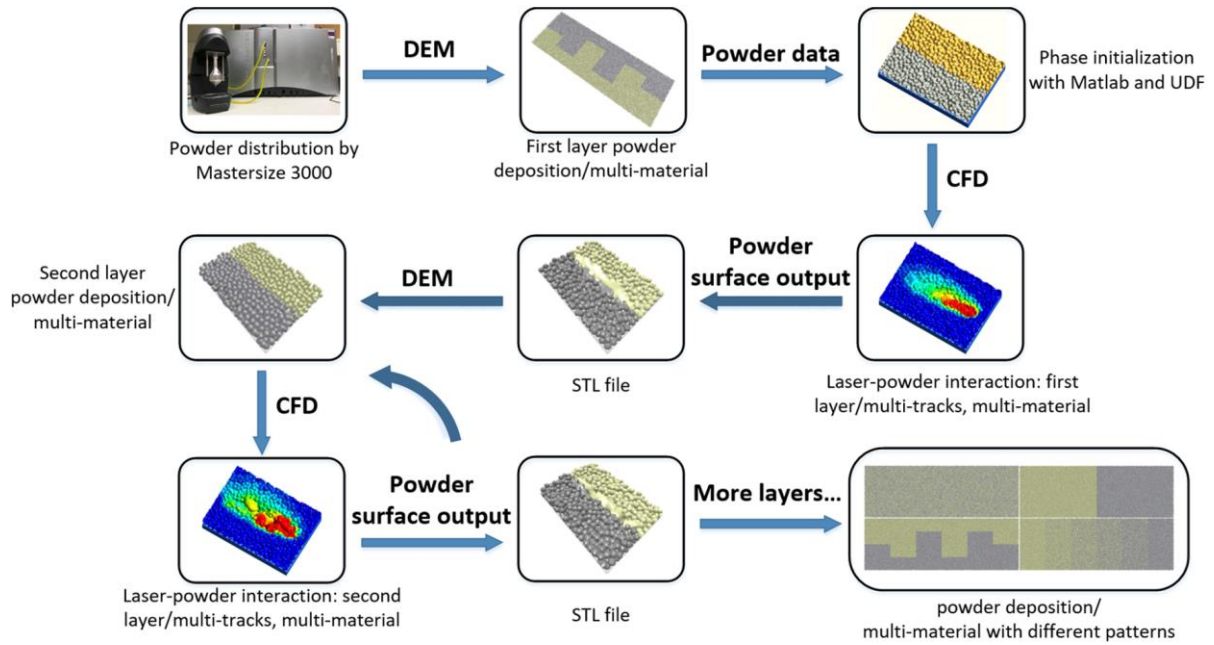 DEM
Powder data
Powder distribution by
Mastersize 3000
First layer powder
deposition/multi-material
Phase initialization
with Matlab and UDF
CFD
Second layer
powder deposition/
multi-material
DEM
STL file
Powder
surface output
Laser-powder interaction: first
layer/multi-tracks, multi-material
CFD
Laser-powder interaction: second
layer/multi-tracks, multi-material
Powder
surface output
STL file
More layers...
powder deposition/
multi-material with different patterns